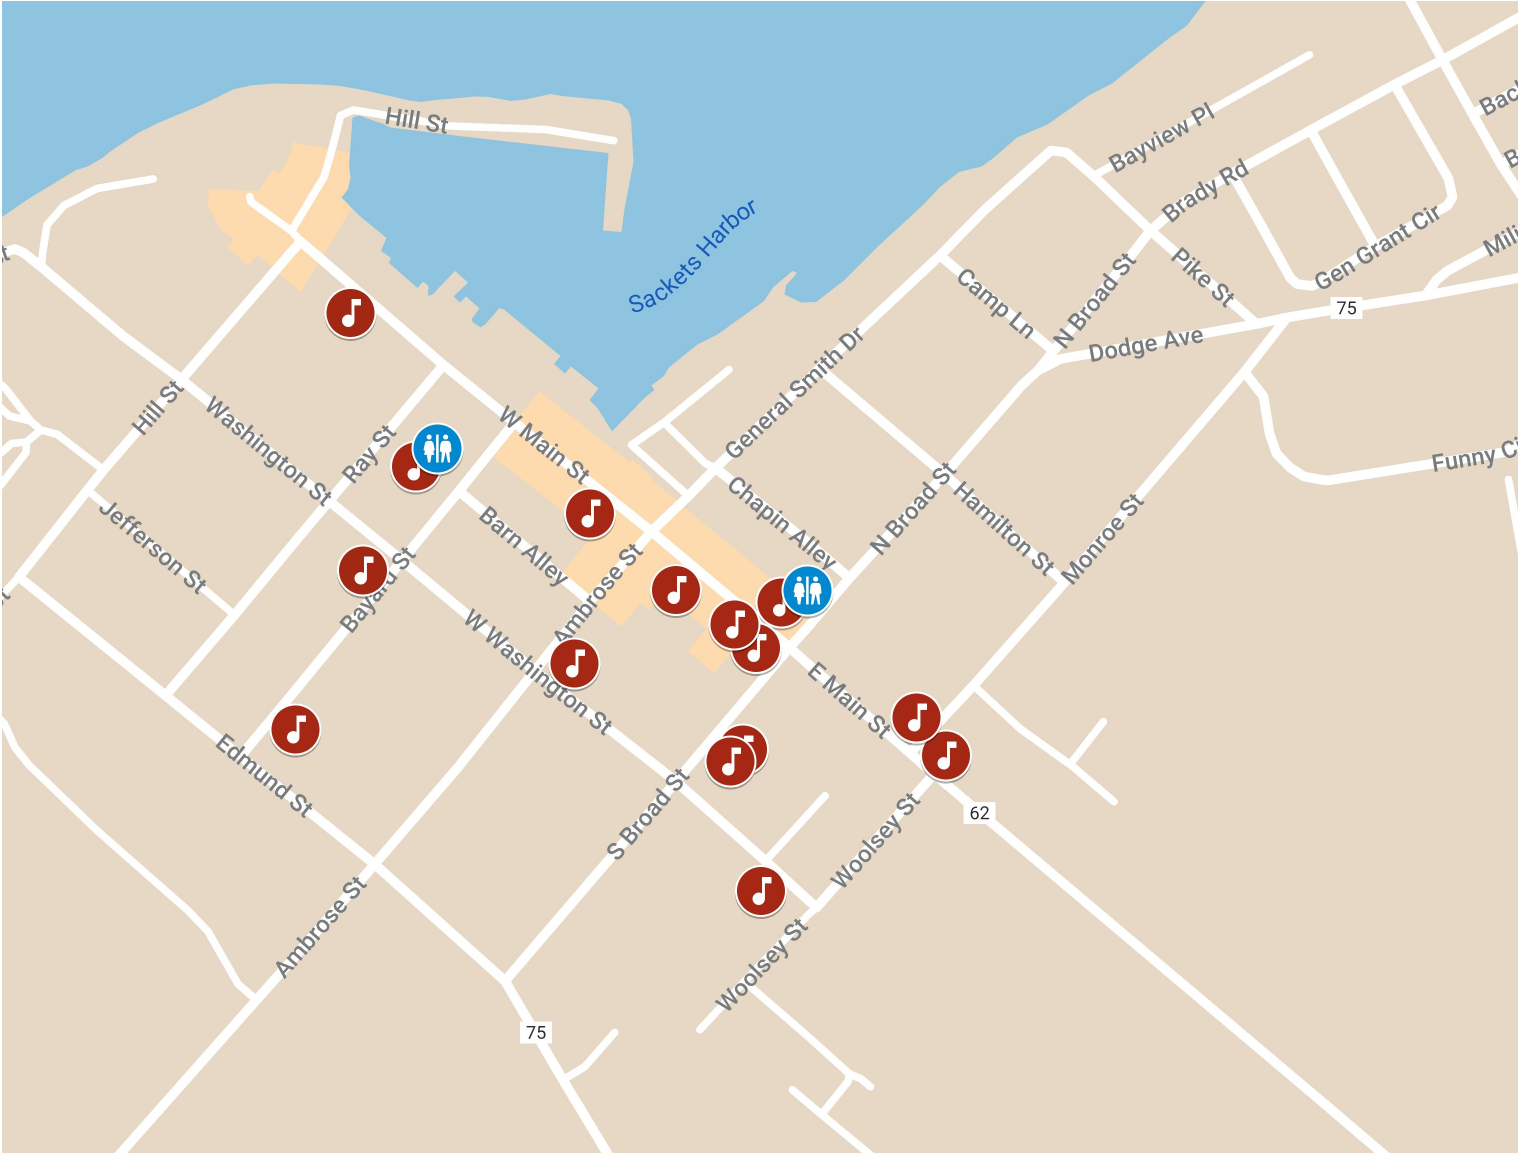 Hill St
Bayview Pl
Brady Rd
Gen Grant Cir
Sackets Harbor
Camp Ln
N Broad St
Pike St
75
Dodge Ave
General Smith Dr
Hill St
Washington St
Ray St
W Main St
Funny Ci
Chapin Alley
N Broad St
Hamilton St
Monroe St
Jefferson St
Barn Alley
Bayard St
Ambrose St
W Washington St
E Main St
Edmund St
S Broad St
Woolsey St
62
Ambrose St
Woolsey St
75